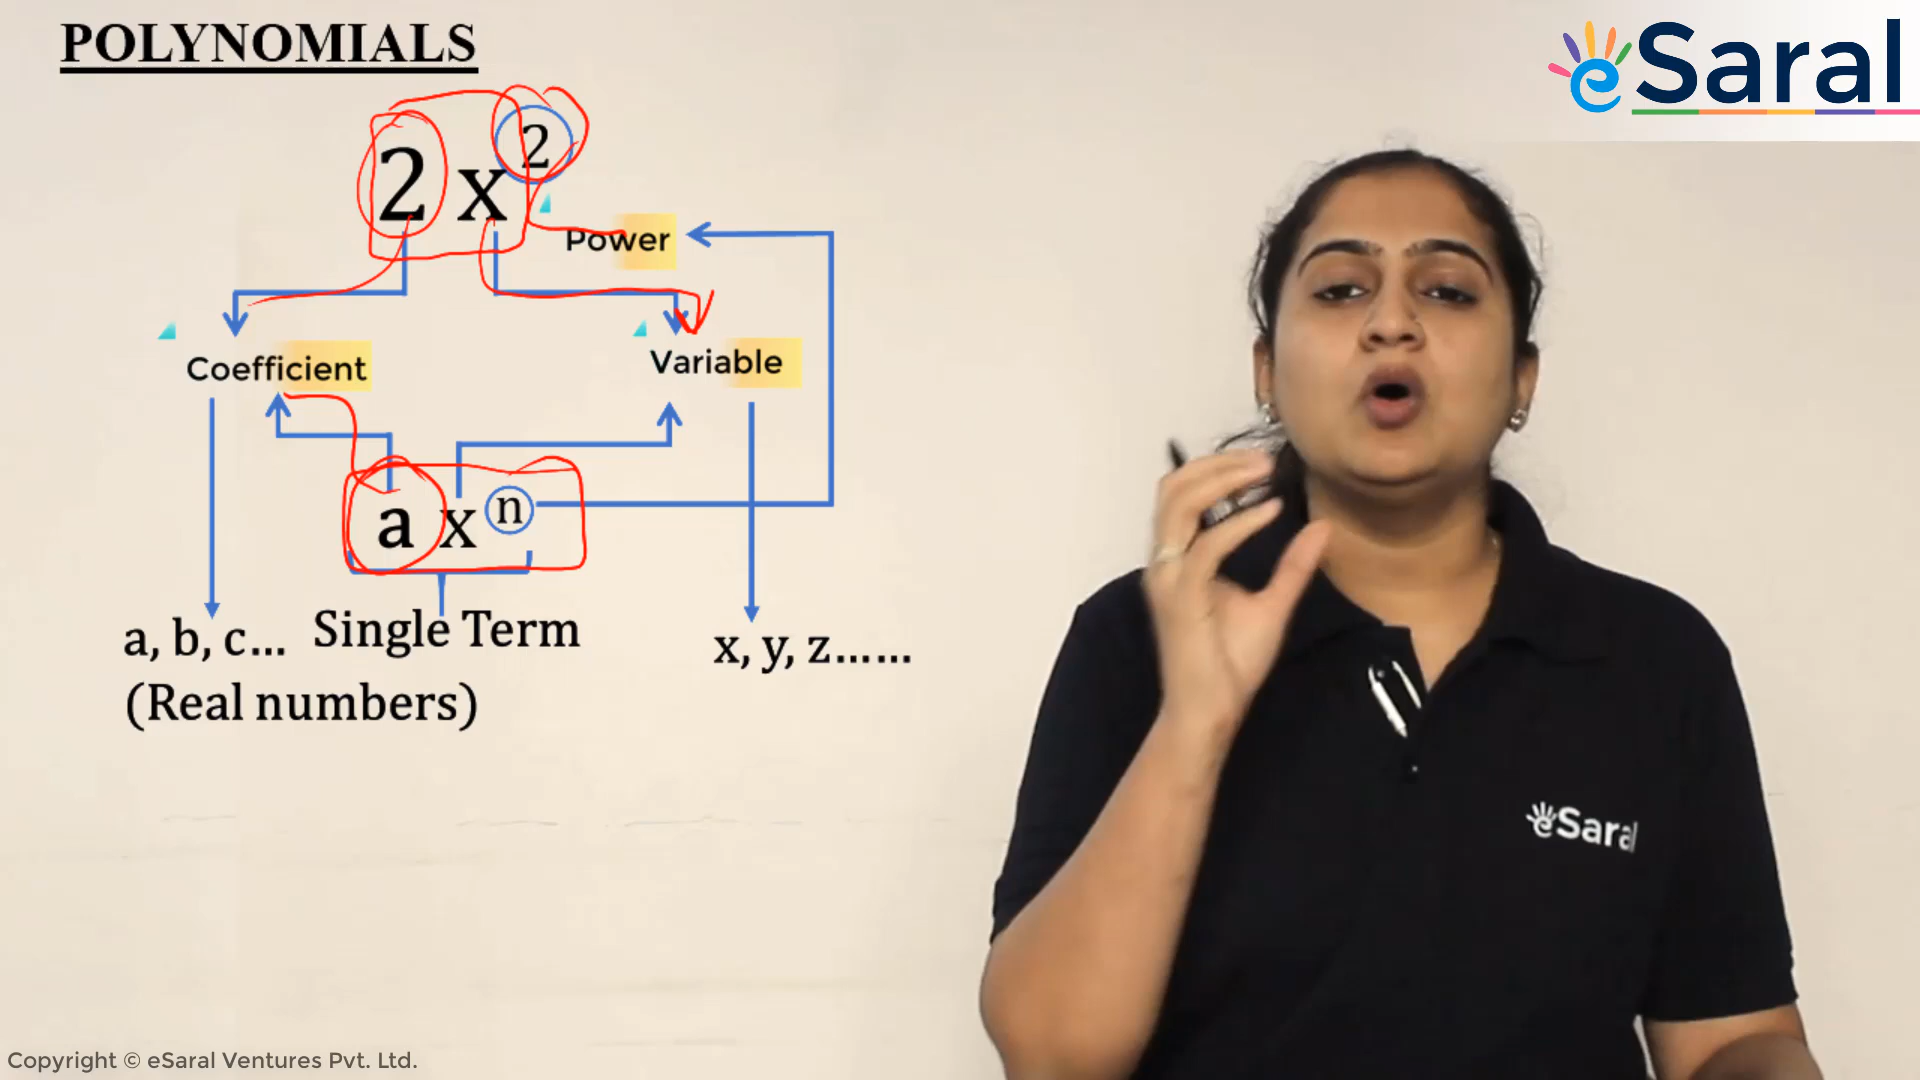 POLYNOMIALS
eSaral
2x²
Power
Coefficient
Variable
axⁿ
a, b, c...
Single Term
x, y, z......
(Real numbers)
eSaral
Copyright © eSaral Ventures Pvt. Ltd.